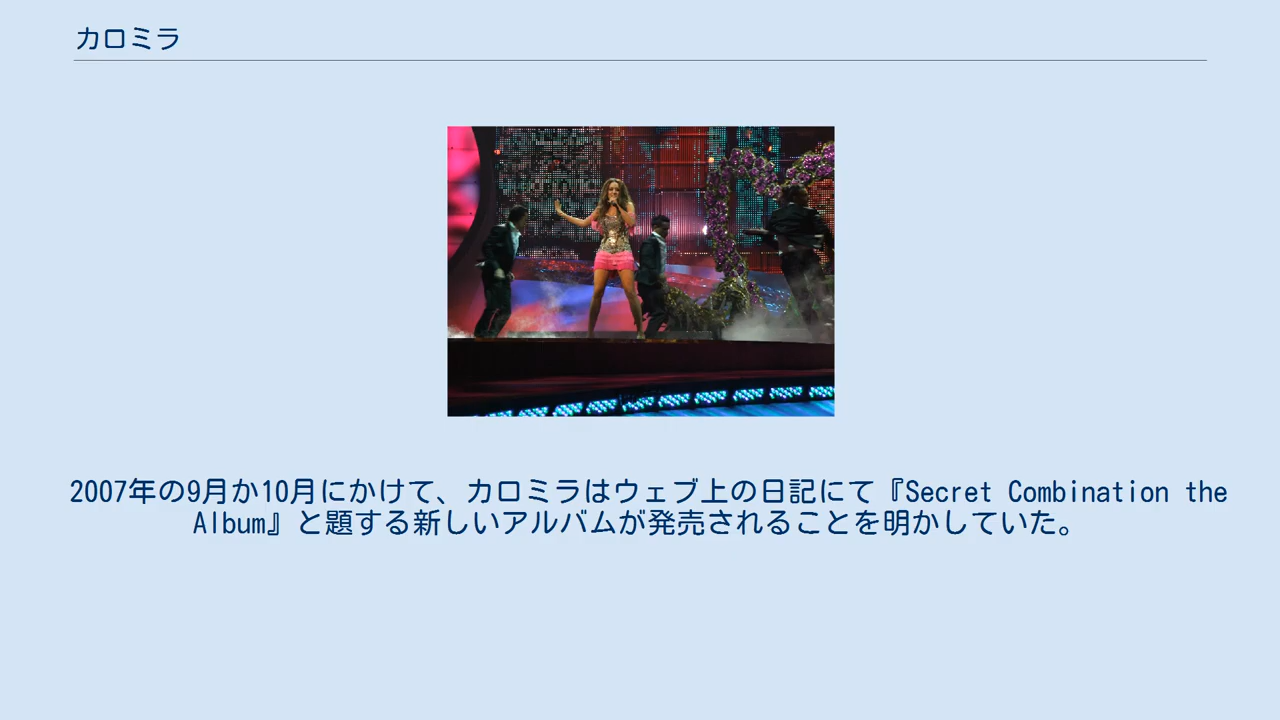 カロミラ
2007年の9月か10月にかけて、カロミラはウェブ上の日記にて『Secret Combination the
Album』と題する新しいアルバムが発売されることを明かしていた。